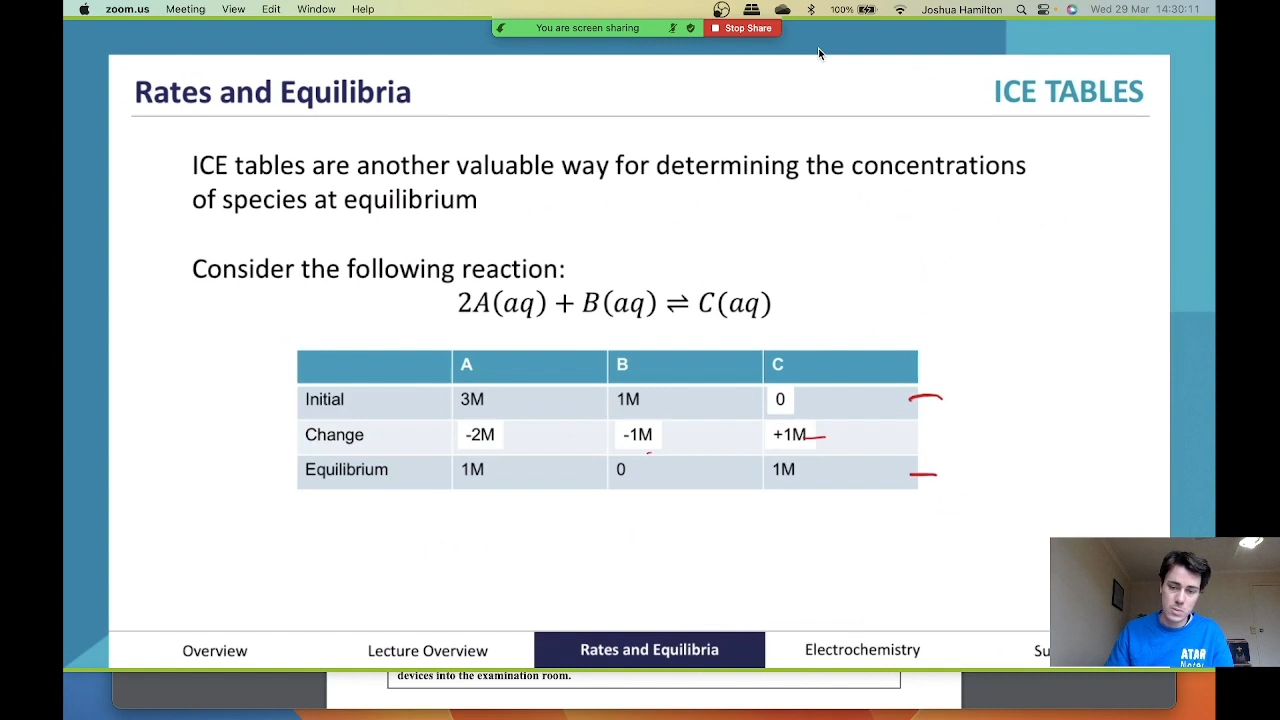 zoom.us Meeting View Edit Window Help 100% Joshua Hamilton Wed 29 Mar 14:30:11
You are screen sharing Stop Share
Rates and Equilibria ICE TABLES
ICE tables are another valuable way for determining the concentrations
of species at equilibrium
Consider the following reaction:
2A(aq) + B(aq) ⇌ C(aq)
A B C
Initial 3M 1M 0
Change -2M -1M +1M
Equilibrium 1M 0 1M
ATAR
Notes
Overview Lecture Overview Rates and Equilibria Electrochemistry
devices into the examination room.